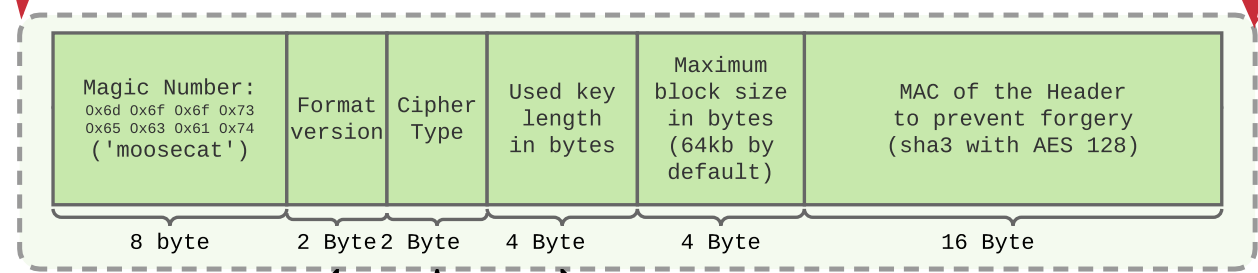 Magic Number:
0x6d 0x6f 0x6f 0x73
0x65 0x63 0x61 0x74
('moosecat')
Format
version
Cipher
Type
Used key
length
in bytes
Maximum
block size
in bytes
(64kb by
default)
MAC of the Header
to prevent forgery
(sha3 with AES 128)
8 byte
2 Byte
2 Byte
4 Byte
4 Byte
16 Byte